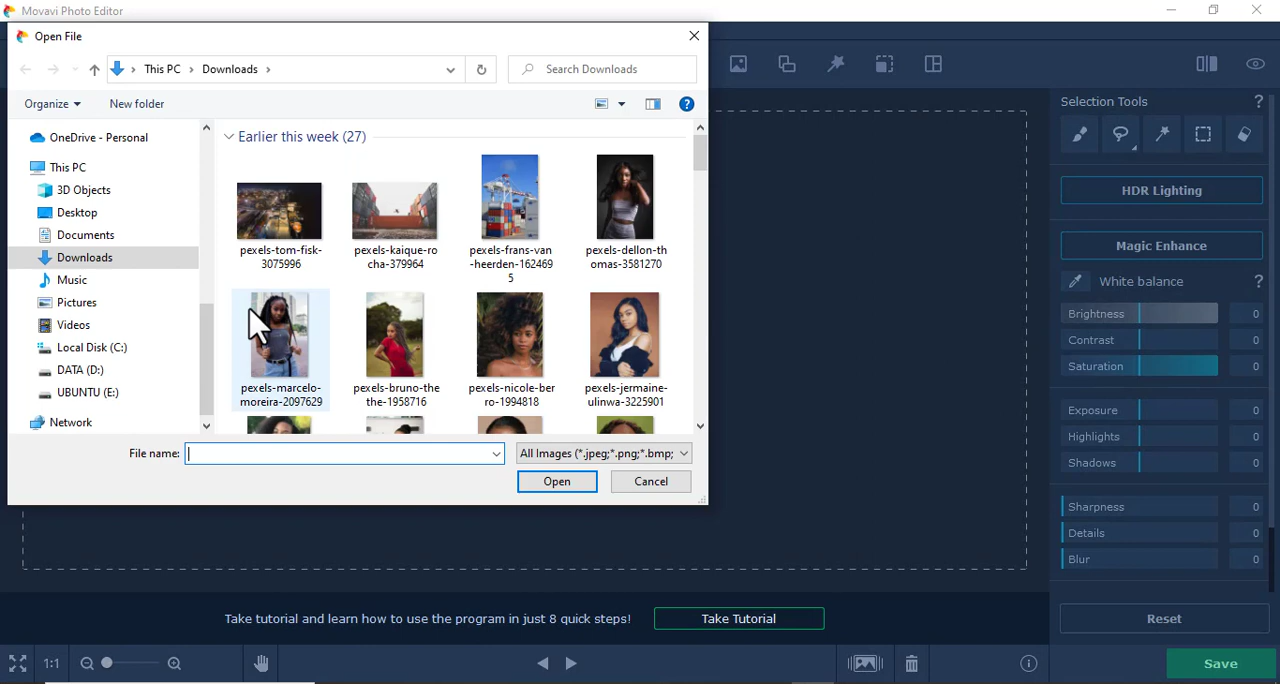 Movavi Photo Editor
Open File
This PC
Downloads
Search Downloads
Organize
New folder
OneDrive - Personal
This PC
3D Objects
Desktop
Documents
Downloads
Music
Pictures
Videos
Local Disk (C:)
DATA (D:)
UBUNTU (E:)
Network
Earlier this week (27)
pexels-tom-fisk-
3075996
pexels-kaique-ro
cha-379964
pexels-frans-van
-heerden-162469
5
pexels-dellon-th
omas-3581270
pexels-marcelo-
moreira-2097629
pexels-bruno-the
the-1958716
pexels-nicole-ber
ro-1994818
pexels-jermaine-
ulinwa-3225901
File name:
All Images (*.jpeg;*.png;*.bmp;
Open
Cancel
Selection Tools
?
HDR Lighting
Magic Enhance
White balance
?
Brightness 0
Contrast 0
Saturation 0
Exposure 0
Highlights 0
Shadows 0
Sharpness 0
Details 0
Blur 0
Take tutorial and learn how to use the program in just 8 quick steps!
Take Tutorial
Reset
1:1
Save